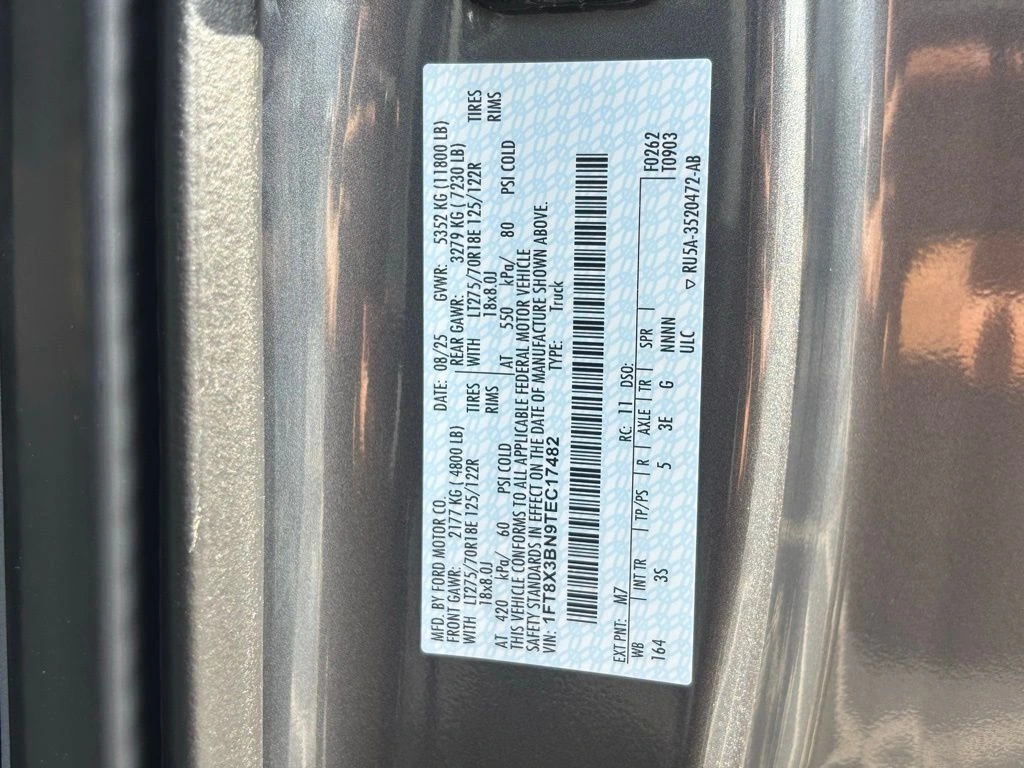 MFD. BY FORD MOTOR CO. DATE: 08/25 GVWR: 5352 KG (11800 LB)
FRONT GAWR: 2177 KG ( 4800 LB) REAR GAWR: 3279 KG ( 7230 LB)
WITH LT275/70R18E 125/122R TIRES WITH LT275/70R18E 125/122R TIRES
18x8.0J RIMS 18x8.0J RIMS
AT 420 kPa/ 60 PSI COLD AT 550 kPa/ 80 PSI COLD
THIS VEHICLE CONFORMS TO ALL APPLICABLE FEDERAL MOTOR VEHICLE
SAFETY STANDARDS IN EFFECT ON THE DATE OF MANUFACTURE SHOWN ABOVE.
VIN: 1FT8X3BN9TEC17482 TYPE: Truck
EXT PNT: M7 RC: 11 DSO: F0262
WB INT TR TP/PS R AXLE TR SPR T0903
164 3S 5 3E G NNNN
ULC
▽ RU5A-3520472-AB